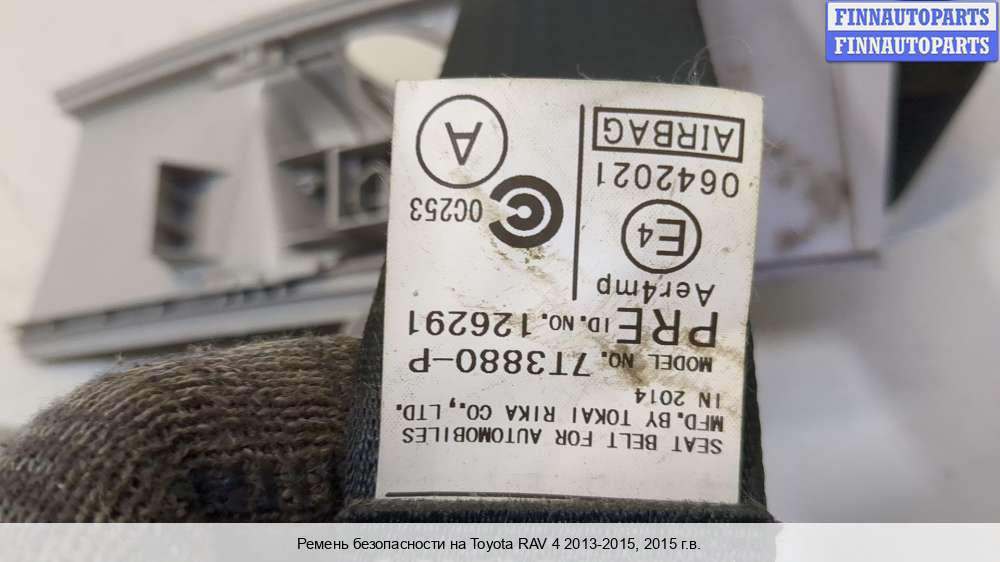 FINNAUTOPARTS
FINNAUTOPARTS
SEAT BELT FOR AUTOMOBILES
MFD. BY TOKAI RIKA CO., LTD.
IN 2014
MODEL NO. 7T3880-P
PRE ID.NO. 126291
Aer4mp
E4
0642021
AIRBAG
0C253
A
Ремень безопасности на Toyota RAV 4 2013-2015, 2015 г.в.